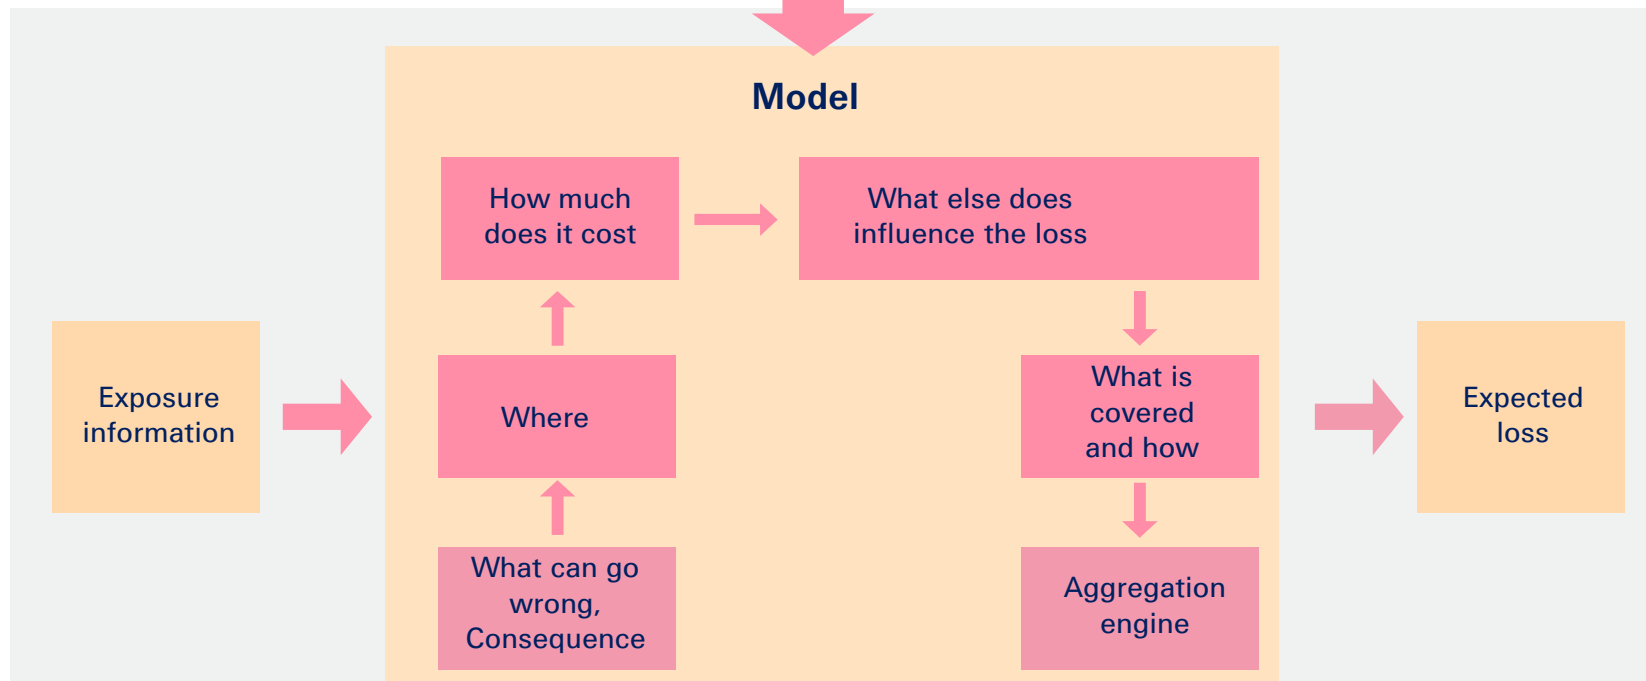 Model
How much
does it cost
What else does
influence the loss
Exposure
information
Where
What is
covered
and how
Expected
loss
What can go
wrong,
Consequence
Aggregation
engine